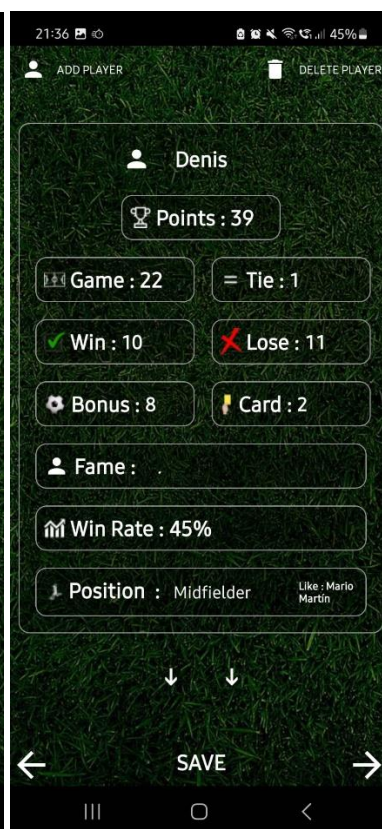 21:36 45%
ADD PLAYER DELETE PLAYER
Denis
Points : 39
Game : 22 = Tie : 1
Win : 10 Lose : 11
Bonus : 8 Card : 2
Fame : .
Win Rate : 45%
Position : Midfielder Like : Mario
Martín
SAVE